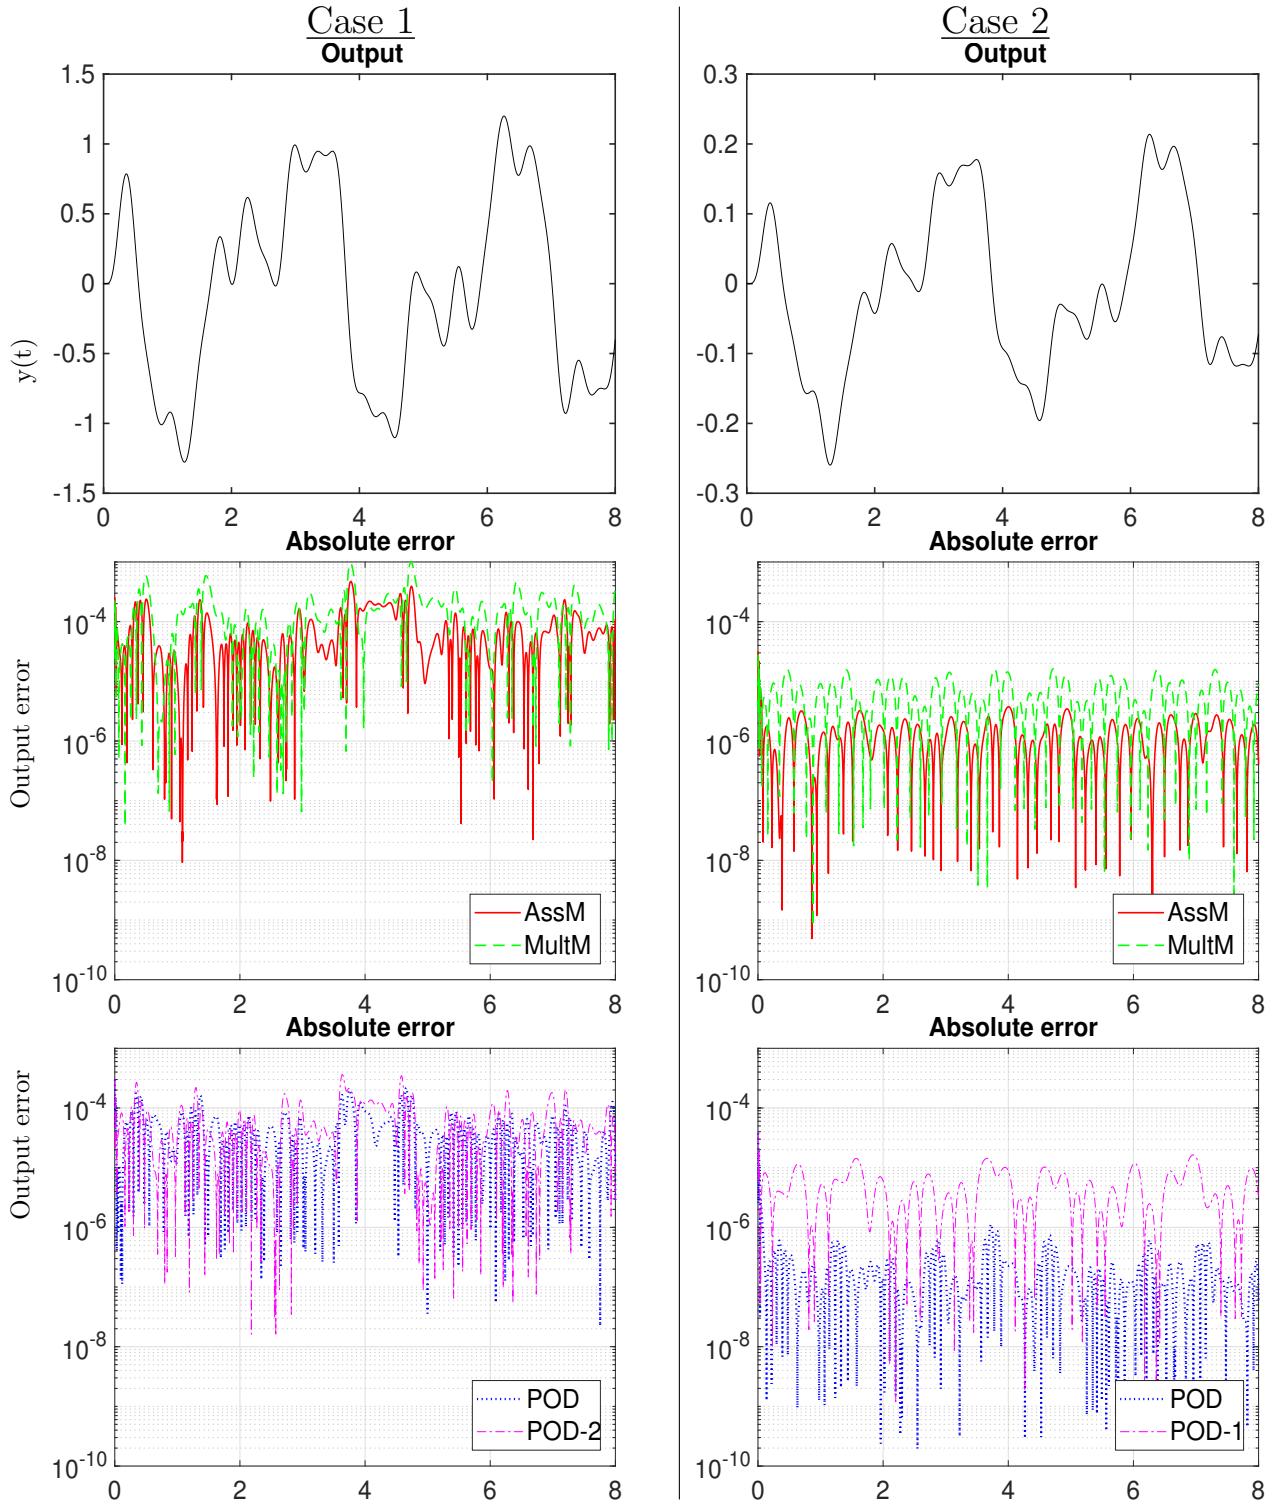 Case 1
Output
1.5
1
0.5
0
-0.5
-1
-1.5
y(t)
0 2 4 6 8
Absolute error
10^-4
10^-6
10^-8
10^-10
Output error
AssM
MultM
0 2 4 6 8
Absolute error
10^-4
10^-6
10^-8
10^-10
Output error
POD
POD-2
0 2 4 6 8
Case 2
Output
0.3
0.2
0.1
0
-0.1
-0.2
-0.3
0 2 4 6 8
Absolute error
10^-4
10^-6
10^-8
10^-10
AssM
MultM
0 2 4 6 8
Absolute error
10^-4
10^-6
10^-8
10^-10
POD
POD-1
0 2 4 6 8